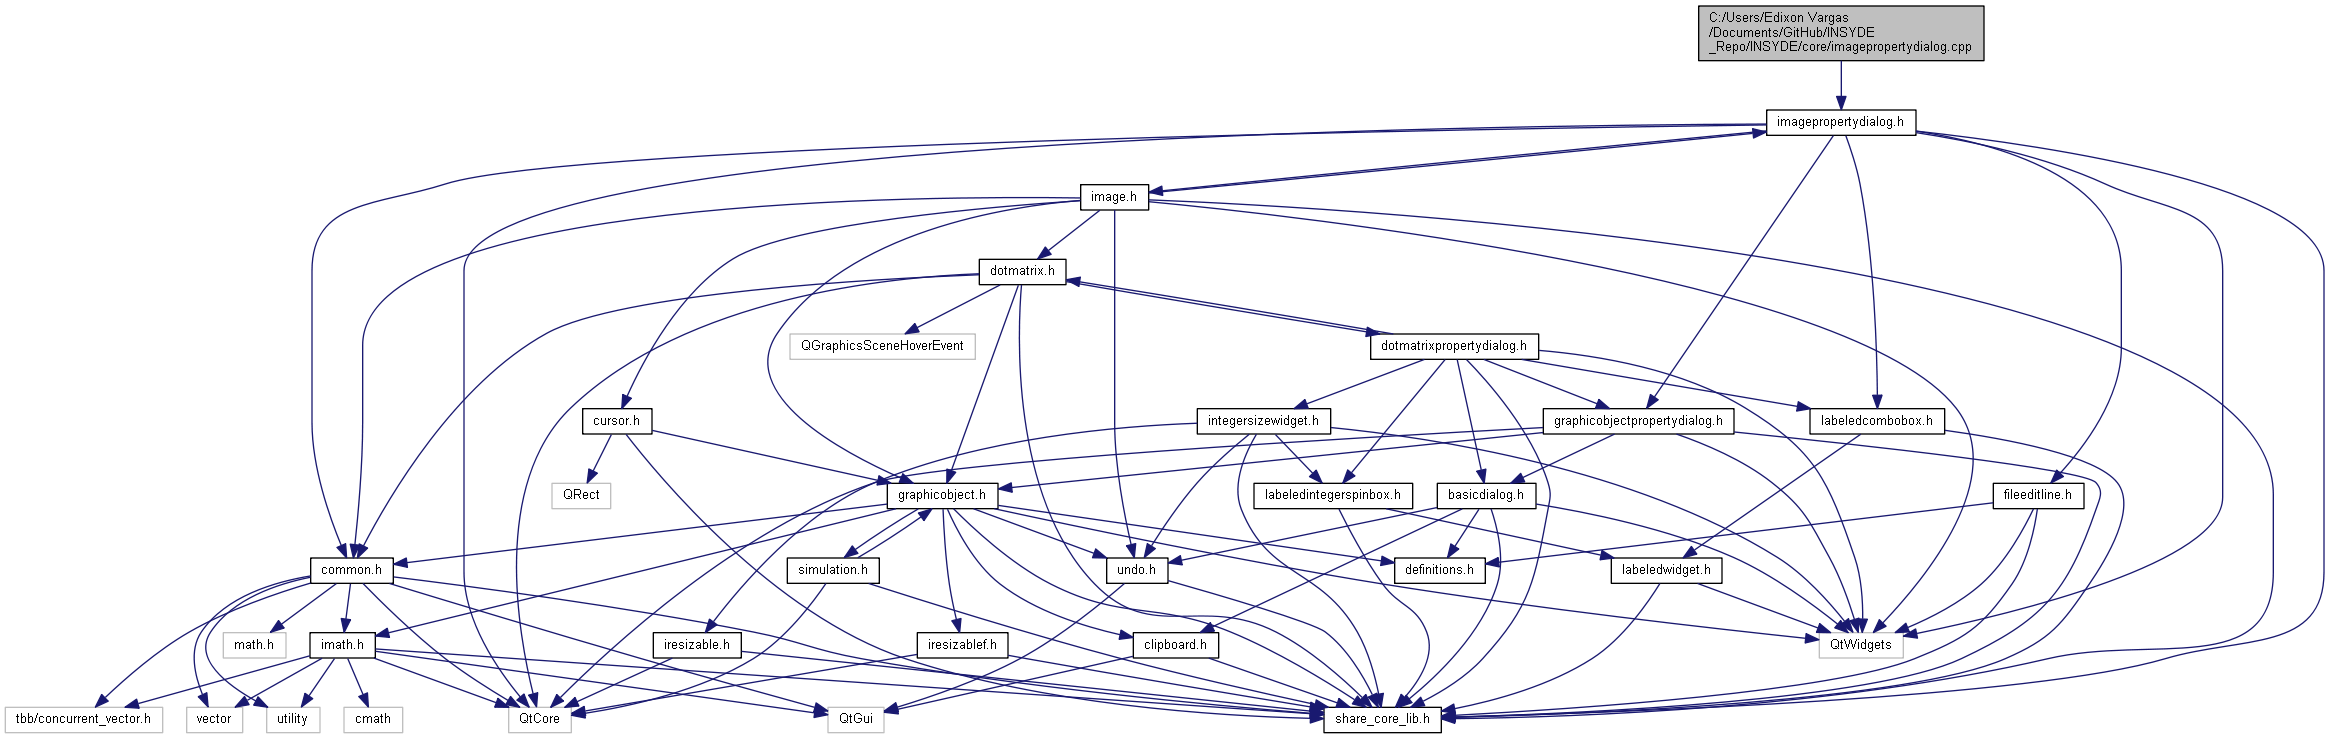 C:/Users/Edixon Vargas
/Documents/GitHub/INSYDE
_Repo/INSYDE/core/imagepropertydialog.cpp
imagepropertydialog.h
image.h
dotmatrix.h
QGraphicsSceneHoverEvent
dotmatrixpropertydialog.h
cursor.h
integersizewidget.h
graphicobjectpropertydialog.h
labeledcombobox.h
QRect
graphicobject.h
labeledintegerspinbox.h
basicdialog.h
fileeditline.h
common.h
simulation.h
undo.h
definitions.h
labeledwidget.h
math.h
imath.h
iresizable.h
iresizablef.h
clipboard.h
QtWidgets
tbb/concurrent_vector.h
vector
utility
cmath
QtCore
QtGui
share_core_lib.h